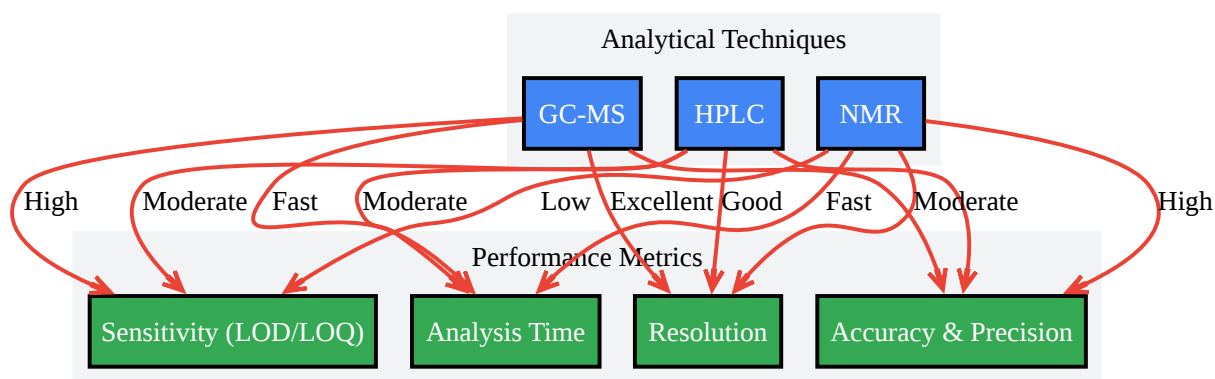 Analytical Techniques
GC-MS
HPLC
NMR
High
Moderate
Fast
Moderate
Low
Excellent
Good
Fast
Moderate
High
Performance Metrics
Sensitivity (LOD/LOQ)
Analysis Time
Resolution
Accuracy & Precision